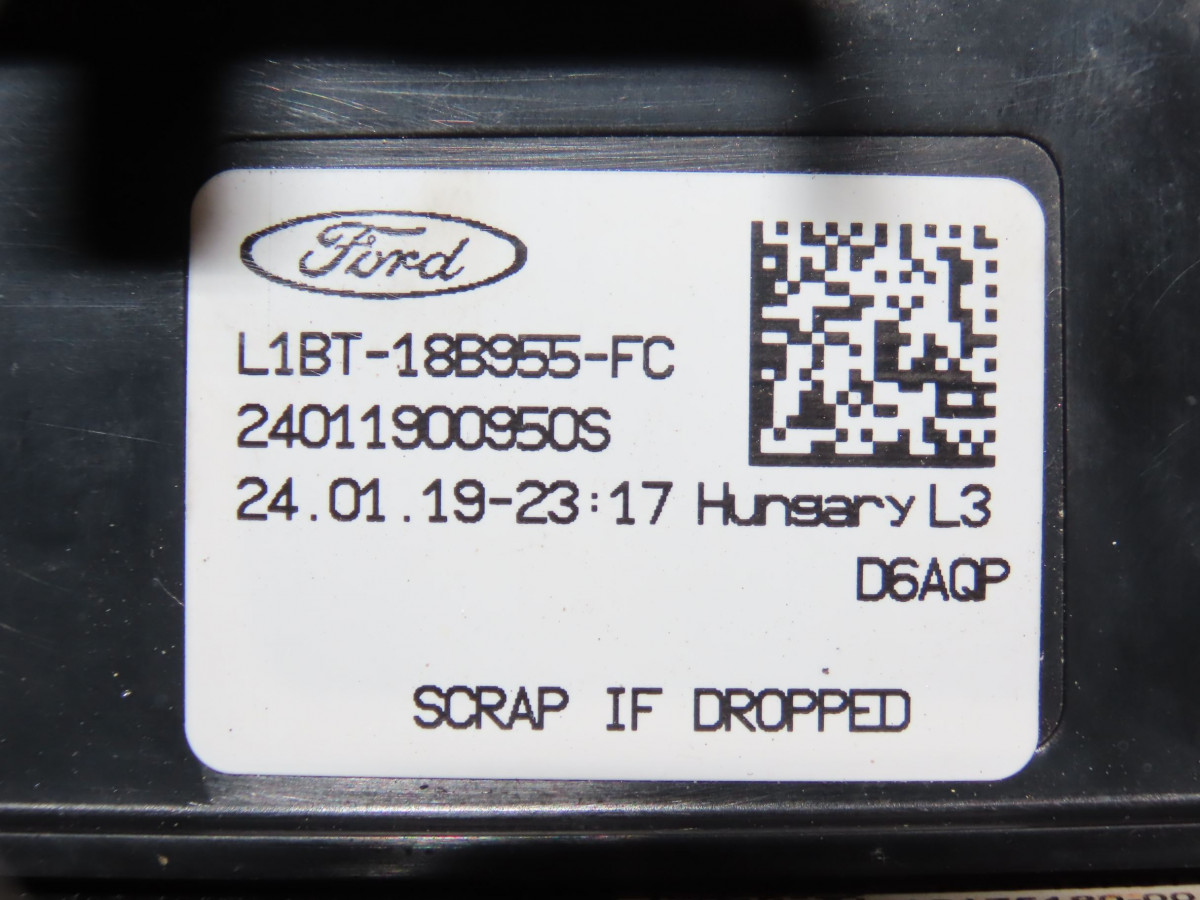 Ford
L1BT-18B955-FC
24011900950S
24.01.19-23:17 Hungary L3
D6AQP
SCRAP IF DROPPED